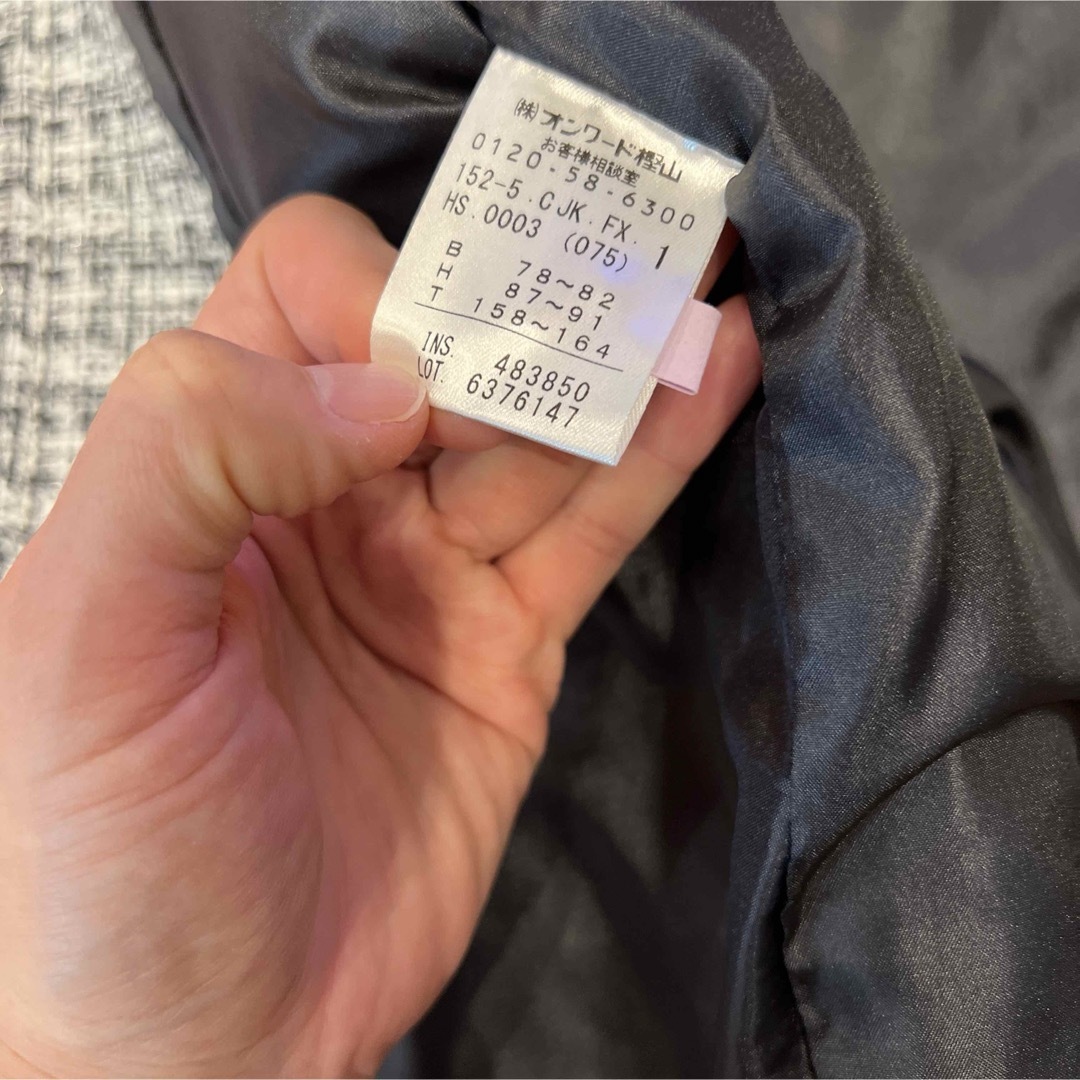 ㈱オンワード樫山
お客様相談室
0120-58-6300
152-5.CJK.FX. 1
HS.0003 (075)
B 78〜82
H 87〜91
T 158〜164
INS. 483850
LOT. 6376147